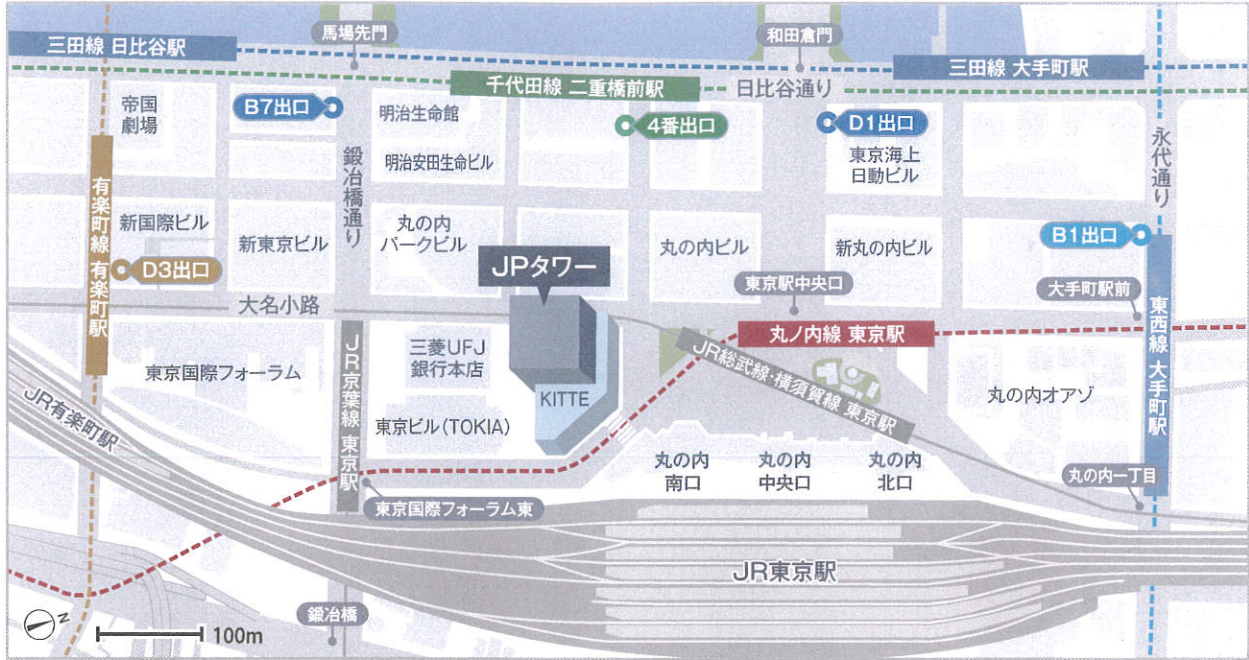 馬場先門
和田倉門
三田線 日比谷駅
三田線 大手町駅
千代田線 二重橋前駅
日比谷通り
帝国
劇場
B7出口
明治生命館
4番出口
D1出口
明治安田生命ビル
東京海上
日動ビル
鍛冶橋通り
永代通り
有楽町線 有楽町駅
新国際ビル
新東京ビル
丸の内
パークビル
丸の内ビル
新丸の内ビル
B1出口
D3出口
JPタワー
東京駅中央口
大手町駅前
大名小路
丸ノ内線 東京駅
東西線 大手町駅
東京国際フォーラム
JR京葉線 東京駅
三菱UFJ
銀行本店
KITTE
JR総武線・横須賀線 東京駅
丸の内オアゾ
JR有楽町駅
東京ビル(TOKIA)
丸の内
南口
丸の内
中央口
丸の内
北口
丸の内一丁目
東京国際フォーラム東
JR東京駅
鍛冶橋
N
100m